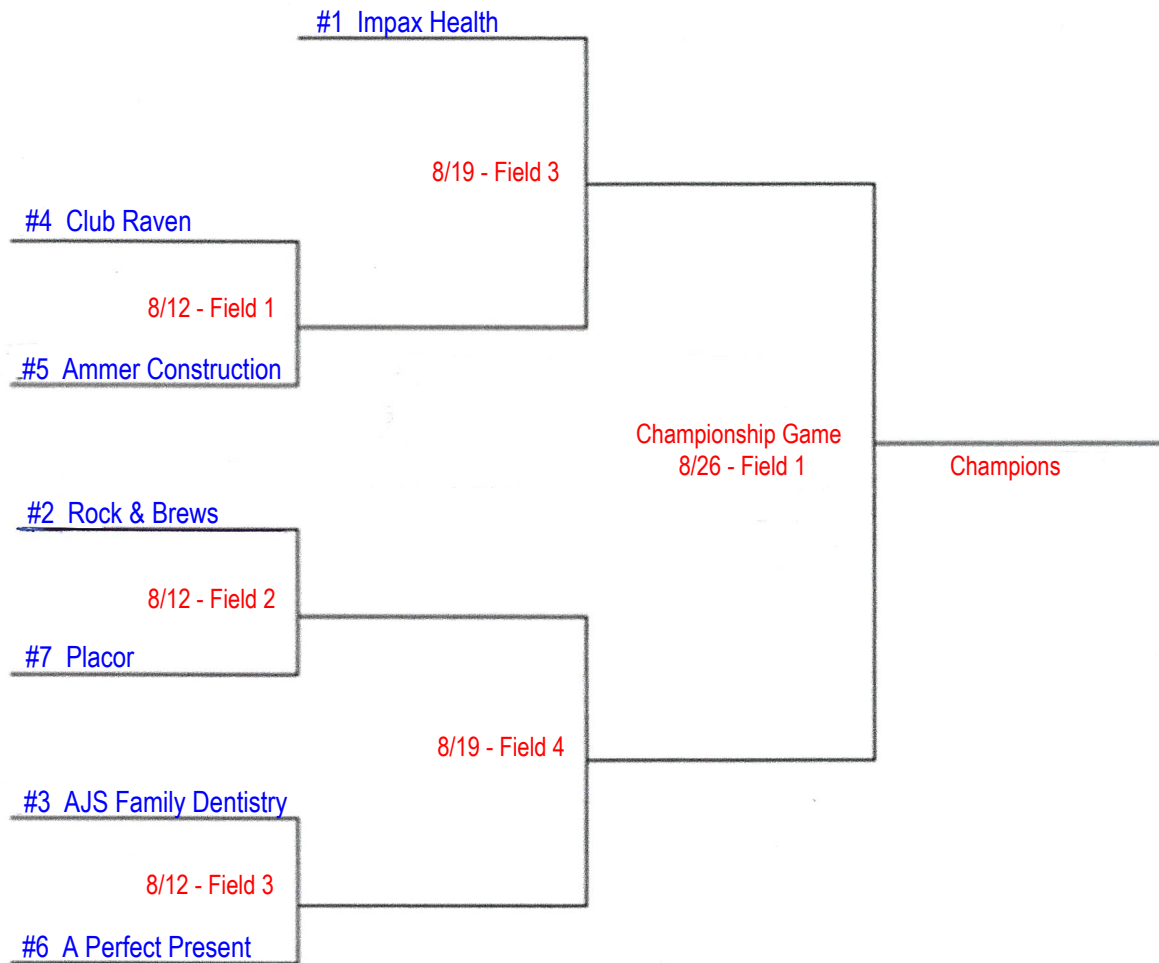 #1 Impax Health
8/19 - Field 3
#4 Club Raven
8/12 - Field 1
#5 Ammer Construction
Championship Game
8/26 - Field 1
Champions
#2 Rock & Brews
8/12 - Field 2
#7 Placor
8/19 - Field 4
#3 AJS Family Dentistry
8/12 - Field 3
#6 A Perfect Present